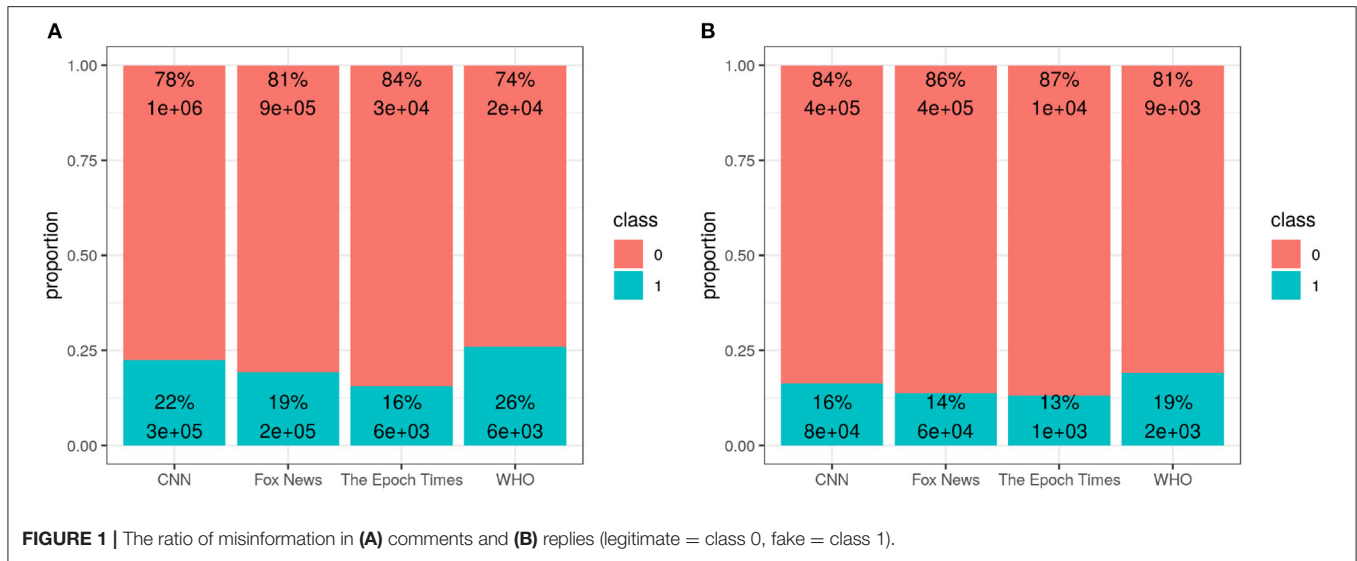 A
proportion
1.00
0.75
0.50
0.25
0.00
78% 81% 84% 74%
1e+06 9e+05 3e+04 2e+04
22% 19% 16% 26%
3e+05 2e+05 6e+03 6e+03
CNN Fox News The Epoch Times WHO
class
0
1
B
proportion
1.00
0.75
0.50
0.25
0.00
84% 86% 87% 81%
4e+05 4e+05 1e+04 9e+03
16% 14% 13% 19%
8e+04 6e+04 1e+03 2e+03
CNN Fox News The Epoch Times WHO
class
0
1
FIGURE 1 | The ratio of misinformation in (A) comments and (B) replies (legitimate = class 0, fake = class 1).